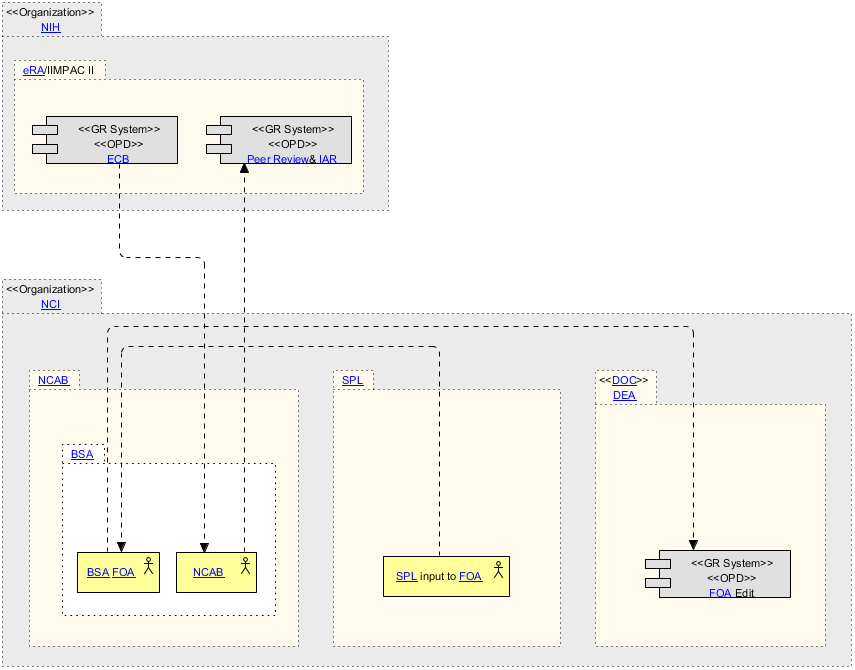 <<Organization>>
NIH
eRA/IIMPAC II
<<GR System>>
<<OPD>>
ECB
<<GR System>>
<<OPD>>
Peer Review& IAR
<<Organization>>
NCI
NCAB
BSA
BSA FOA
NCAB
SPL
SPL input to FOA
<<DOC>>
DEA
<<GR System>>
<<OPD>>
FOA Edit